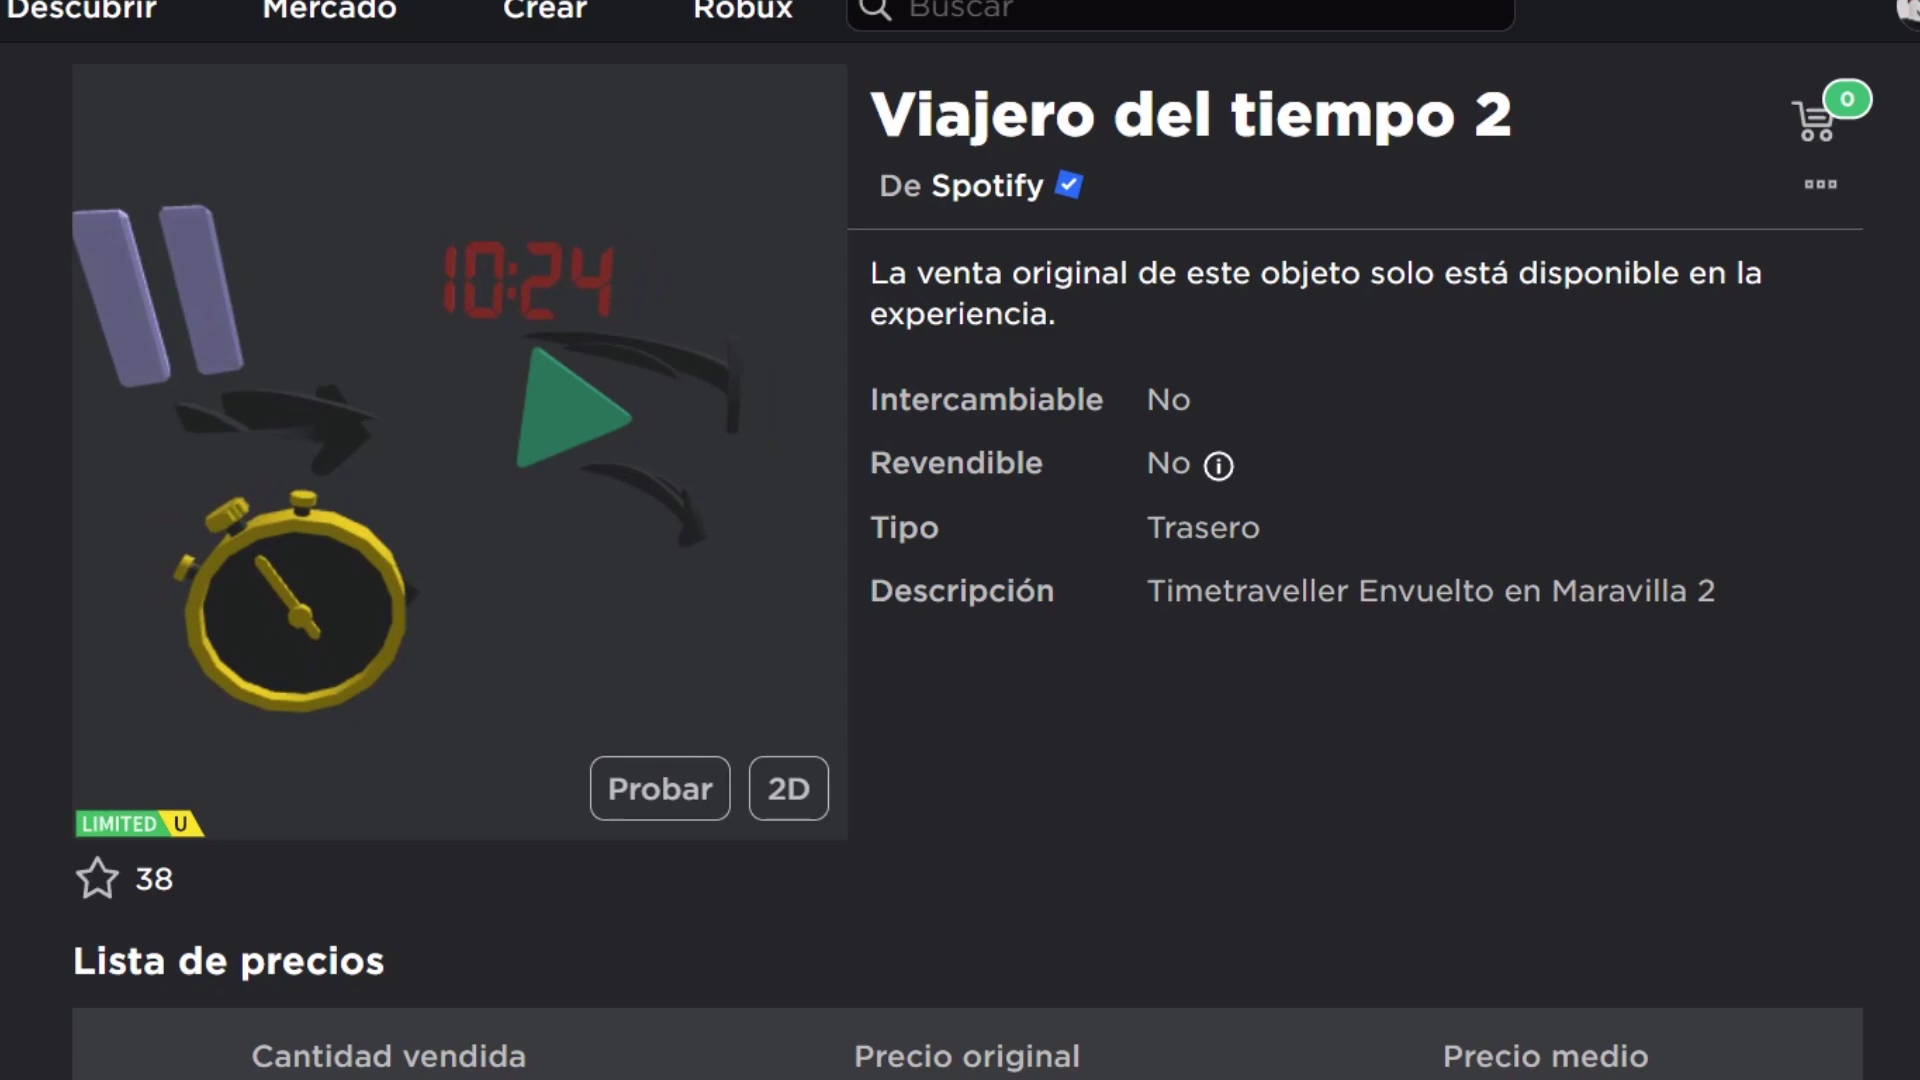 Descubrir Mercado Crear Robux Buscar
Viajero del tiempo 2
0
De Spotify
La venta original de este objeto solo está disponible en la
experiencia.
10:24
Intercambiable No
Revendible No
Tipo Trasero
Descripción Timetraveller Envuelto en Maravilla 2
Probar 2D
LIMITED U
38
Lista de precios
Cantidad vendida Precio original Precio medio